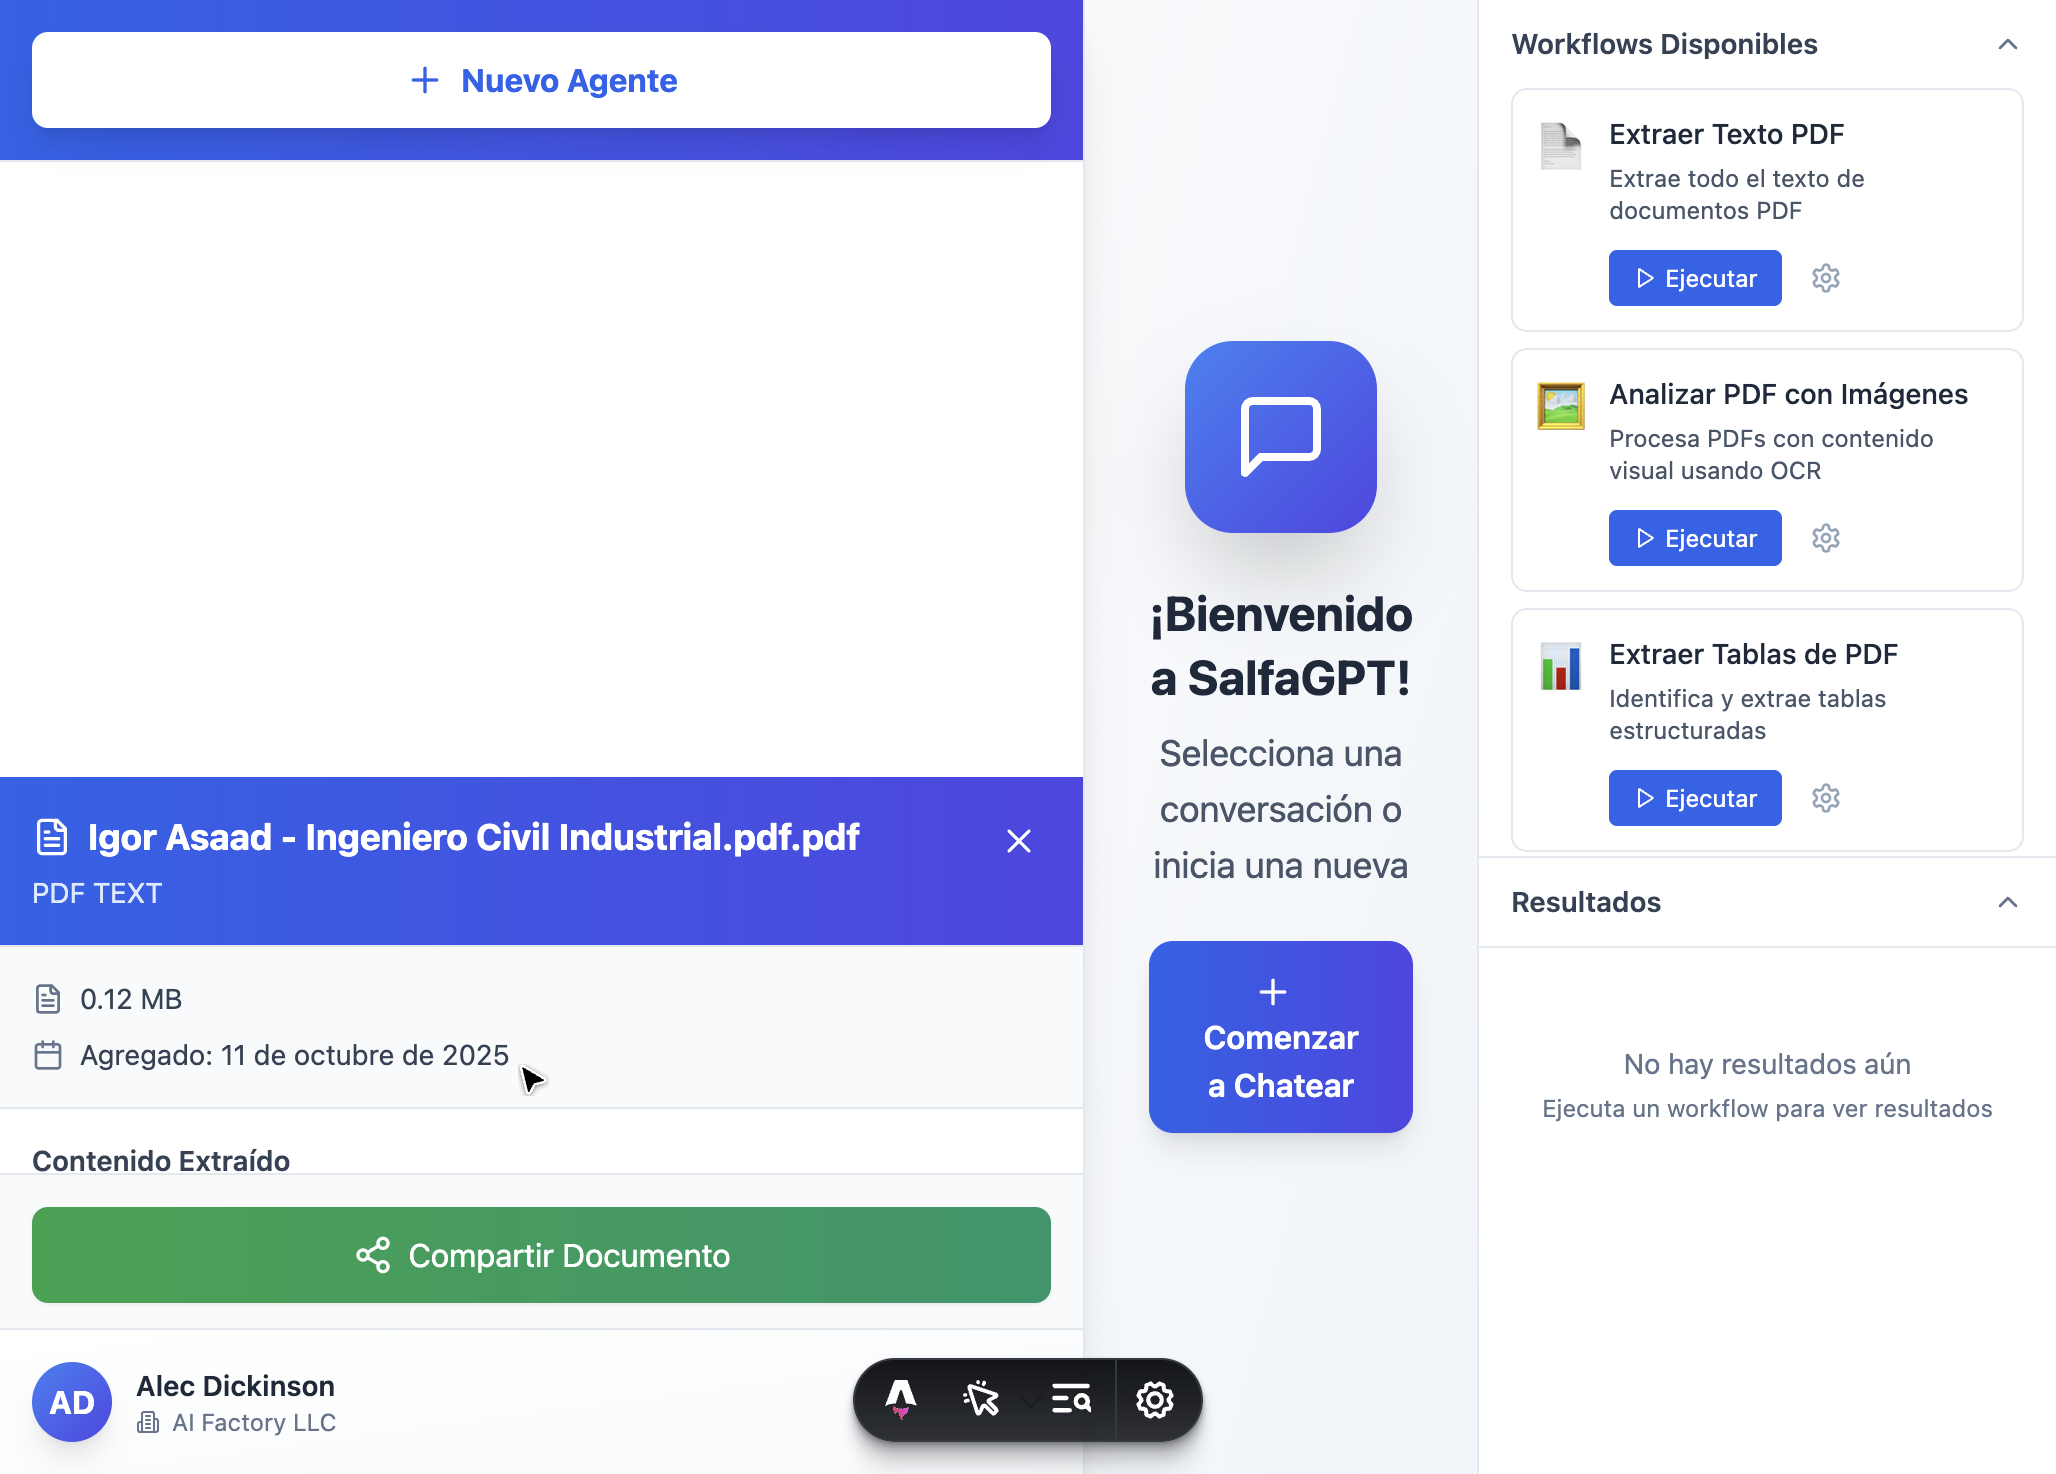 Nuevo Agente
Igor Asaad - Ingeniero Civil Industrial.pdf.pdf
PDF TEXT
0.12 MB
Agregado: 11 de octubre de 2025
Contenido Extraído
Compartir Documento
AD
Alec Dickinson
AI Factory LLC
¡Bienvenido
a SalfaGPT!
Selecciona una
conversación o
inicia una nueva
Comenzar
a Chatear
Workflows Disponibles
Extraer Texto PDF
Extrae todo el texto de
documentos PDF
Ejecutar
Analizar PDF con Imágenes
Procesa PDFs con contenido
visual usando OCR
Ejecutar
Extraer Tablas de PDF
Identifica y extrae tablas
estructuradas
Ejecutar
Resultados
No hay resultados aún
Ejecuta un workflow para ver resultados